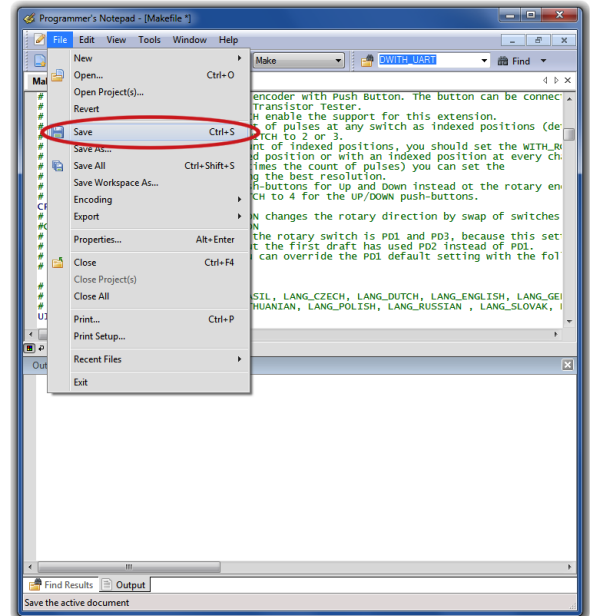 Programmer's Notepad - [Makefile *]
File Edit View Tools Window Help
Make DWITH_UART Find
New
Open... Ctrl+O
Open Project(s)...
Revert
Save Ctrl+S
Save As...
Save All Ctrl+Shift+S
Save Workspace As...
Encoding
Export
Properties... Alt+Enter
Close Ctrl+F4
Close Project(s)
Close All
Print... Ctrl+P
Print Setup...
Recent Files
Exit
# encoder with Push Button. The button can be connec
# Transistor Tester.
# H enable the support for this extension.
# of pulses at any switch as indexed positions (de
# ITCH to 2 or 3.
# nt of indexed positions, you should set the WITH_R
# d position or with an indexed position at every ch
# imes the count of pulses) you can set the
# g the best resolution.
# h-buttons for Up and Down instead ot the rotary en
# CH to 4 for the UP/DOWN push-buttons.
# N changes the rotary direction by swap of switches
# the rotary switch is PD1 and PD3, because this set
# t the first draft has used PD2 instead of PD1.
# can override the PD1 default setting with the fol
# SIL, LANG_CZECH, LANG_DUTCH, LANG_ENGLISH, LANG_GE
# HUANIAN, LANG_POLISH, LANG_RUSSIAN , LANG_SLOVAK,
UI
Out
Find Results Output
Save the active document